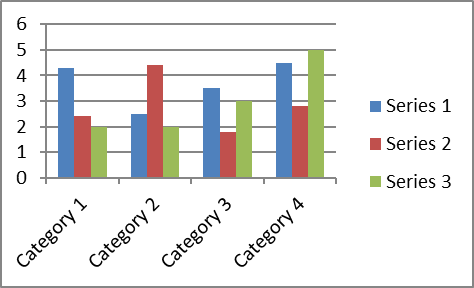 6
5
4
3
2
1
0
Category 1
Category 2
Category 3
Category 4
Series 1
Series 2
Series 3